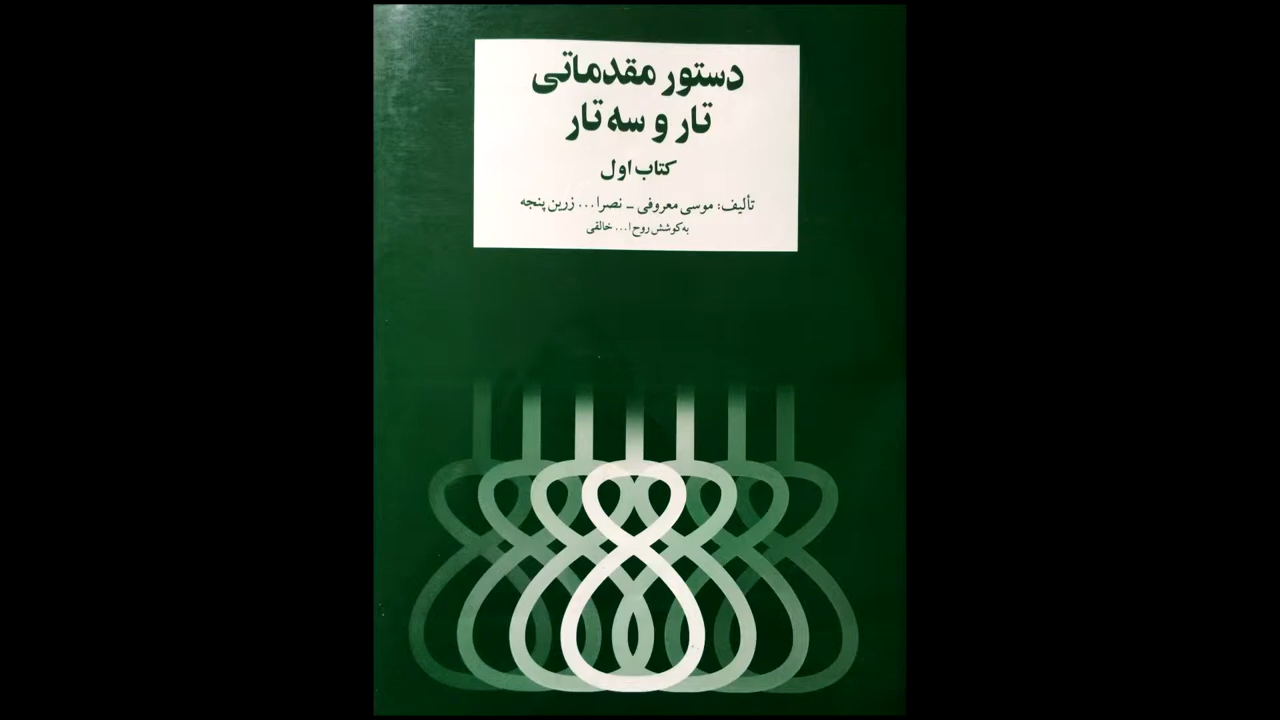 دستور مقدماتی
تار و سه تار
کتاب اول
تألیف: موسی معروفی ـ نصرا... زرین پنجه
به کوشش روح ا... خالقی